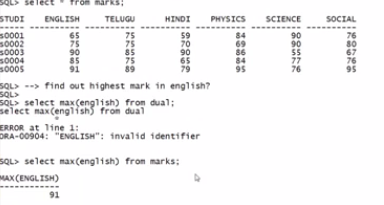 SQL> select * from marks;
STUDI ENGLISH TELUGU HINDI PHYSICS SCIENCE SOCIAL
s0001 65 75 59 84 90 76
s0002 75 75 70 69 90 80
s0003 90 85 90 86 55 67
s0004 85 75 65 84 77 76
s0005 91 89 79 95 76 95
SQL> --> find out highest mark in english?
SQL>
SQL> select max(english) from dual;
select max(english) from dual
*
ERROR at line 1:
ORA-00904: "ENGLISH": invalid identifier
SQL> select max(english) from marks;
MAX(ENGLISH)
------------
91